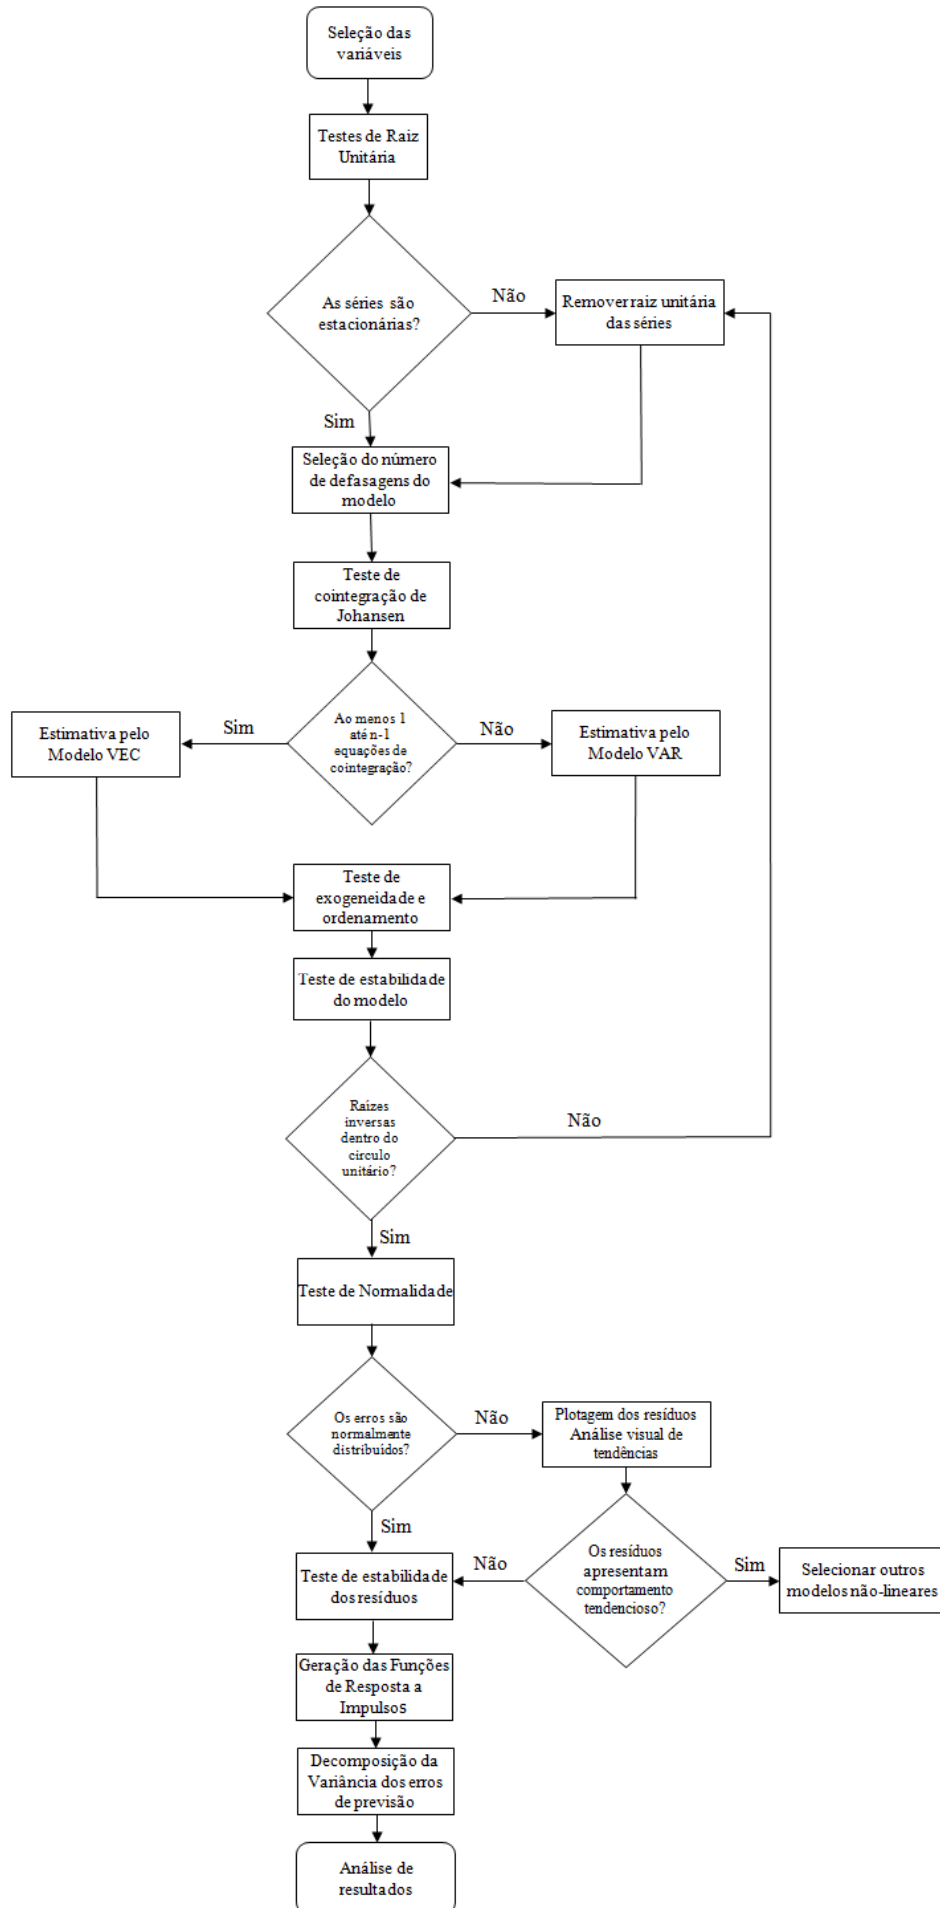 Seleção das
variáveis
Testes de Raiz
Unitária
As séries são
estacionárias?
Não
Remover raiz unitária
das séries
Sim
Seleção do número
de defasagens do
modelo
Teste de
cointegração de
Johansen
Ao menos 1
até n-1
equações de
cointegração?
Sim
Estimativa pelo
Modelo VEC
Não
Estimativa pelo
Modelo VAR
Teste de
exogeneidade e
ordenamento
Teste de estabilidade
do modelo
Raízes
inversas
dentro do
circulo
unitário?
Não
Sim
Teste de Normalidade
Os erros são
normalmente
distribuídos?
Não
Plotagem dos resíduos
Análise visual de
tendências
Sim
Os resíduos
apresentam
comportamento
tendencioso?
Não
Sim
Selecionar outros
modelos não-lineares
Teste de estabilidade
dos resíduos
Geração das Funções
de Resposta a
Impulsos
Decomposição da
Variância dos erros
de previsão
Análise de
resultados